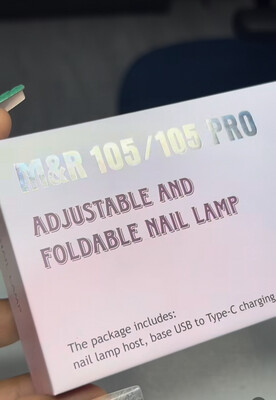 M&R 105/105 PRO
ADJUSTABLE AND
FOLDABLE NAIL LAMP
The package includes:
nail lamp host, base USB to Type-C charging